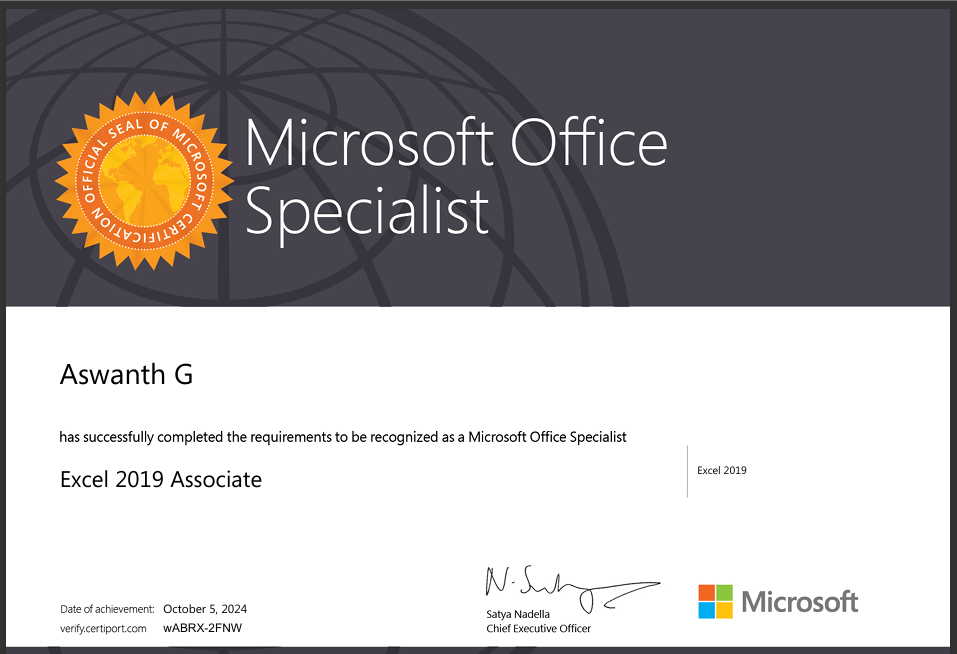 OFFICIAL SEAL OF MICROSOFT CERTIFICATION
Microsoft Office
Specialist
Aswanth G
has successfully completed the requirements to be recognized as a Microsoft Office Specialist
Excel 2019 Associate
Excel 2019
N. S
Satya Nadella
Chief Executive Officer
Microsoft
Date of achievement: October 5, 2024
verify.certiport.com wABRX-2FNW